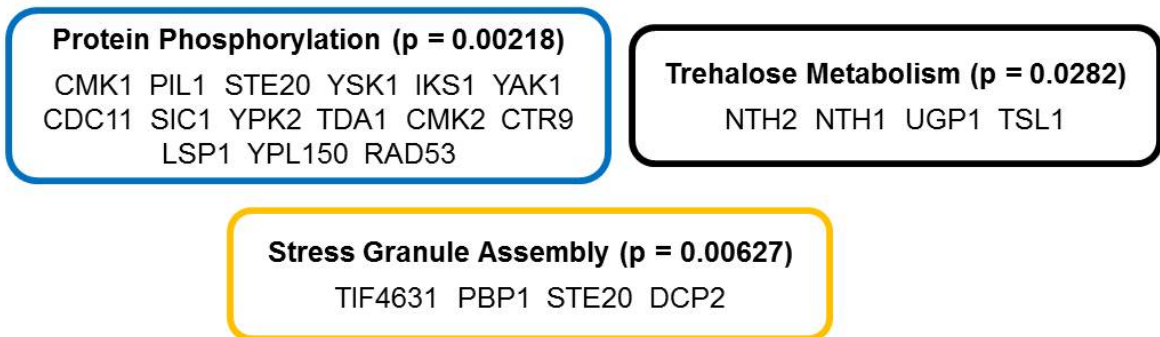 Protein Phosphorylation (p = 0.00218)
CMK1 PIL1 STE20 YSK1 IKS1 YAK1
CDC11 SIC1 YPK2 TDA1 CMK2 CTR9
LSP1 YPL150 RAD53
Trehalose Metabolism (p = 0.0282)
NTH2 NTH1 UGP1 TSL1
Stress Granule Assembly (p = 0.00627)
TIF4631 PBP1 STE20 DCP2